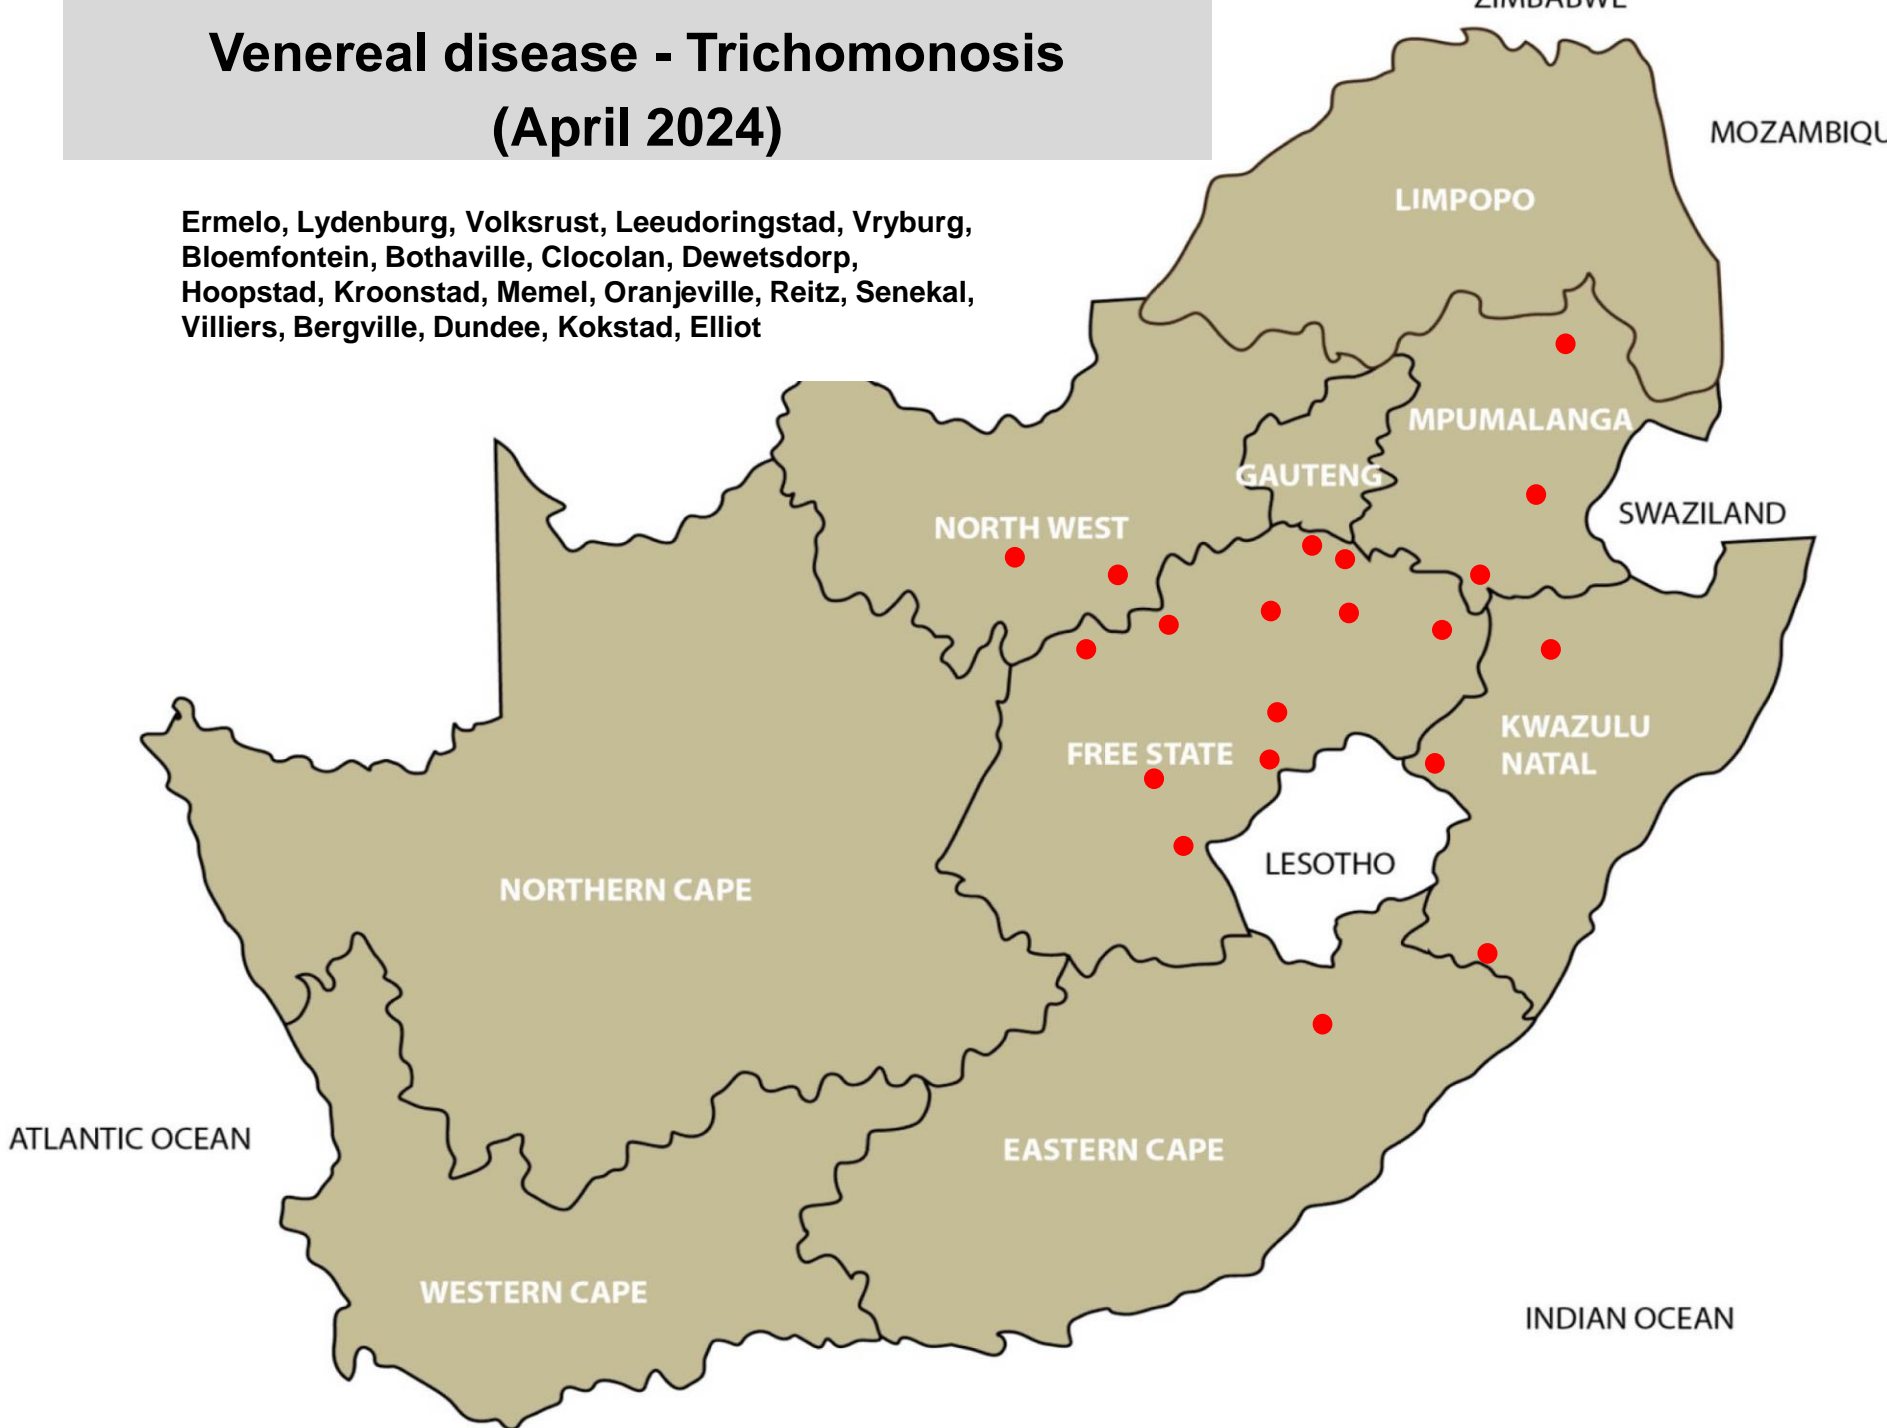 ZIMBABWE
Venereal disease - Trichomonosis
(April 2024)
MOZAMBIQU
Ermelo, Lydenburg, Volksrust, Leeudoringstad, Vryburg,
Bloemfontein, Bothaville, Clocolan, Dewetsdorp,
Hoopstad, Kroonstad, Memel, Oranjeville, Reitz, Senekal,
Villiers, Bergville, Dundee, Kokstad, Elliot
LIMPOPO
MPUMALANGA
GAUTENG
SWAZILAND
NORTH WEST
KWAZULU
NATAL
FREE STATE
LESOTHO
NORTHERN CAPE
ATLANTIC OCEAN
EASTERN CAPE
WESTERN CAPE
INDIAN OCEAN